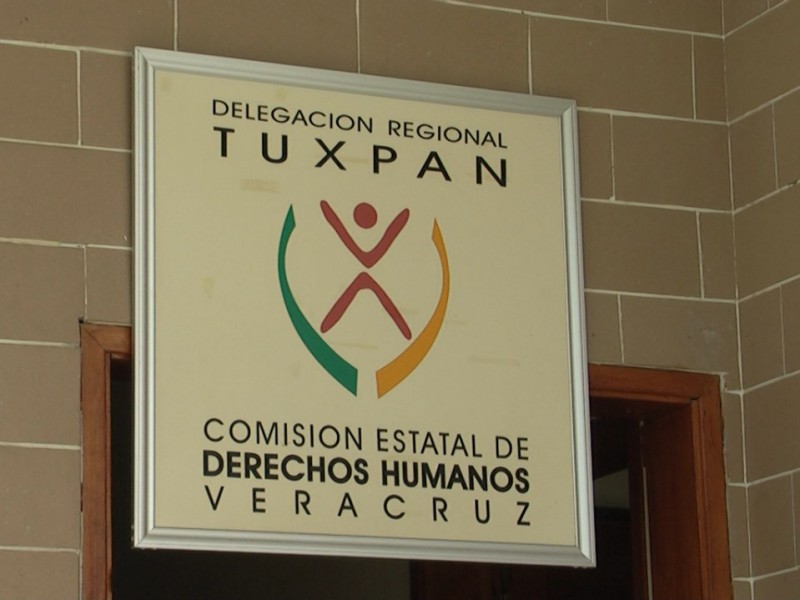 DELEGACION REGIONAL
TUXPAN
COMISION ESTATAL DE
DERECHOS HUMANOS
VERACRUZ